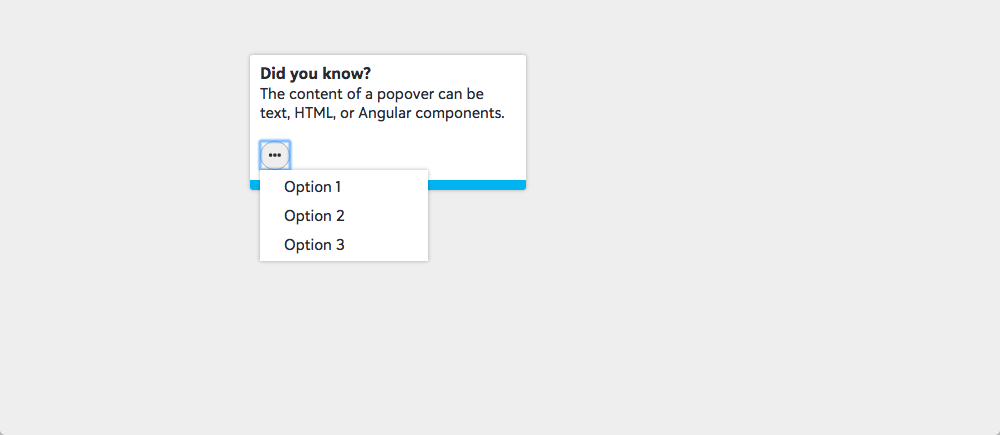 Did you know?
The content of a popover can be
text, HTML, or Angular components.
Option 1
Option 2
Option 3